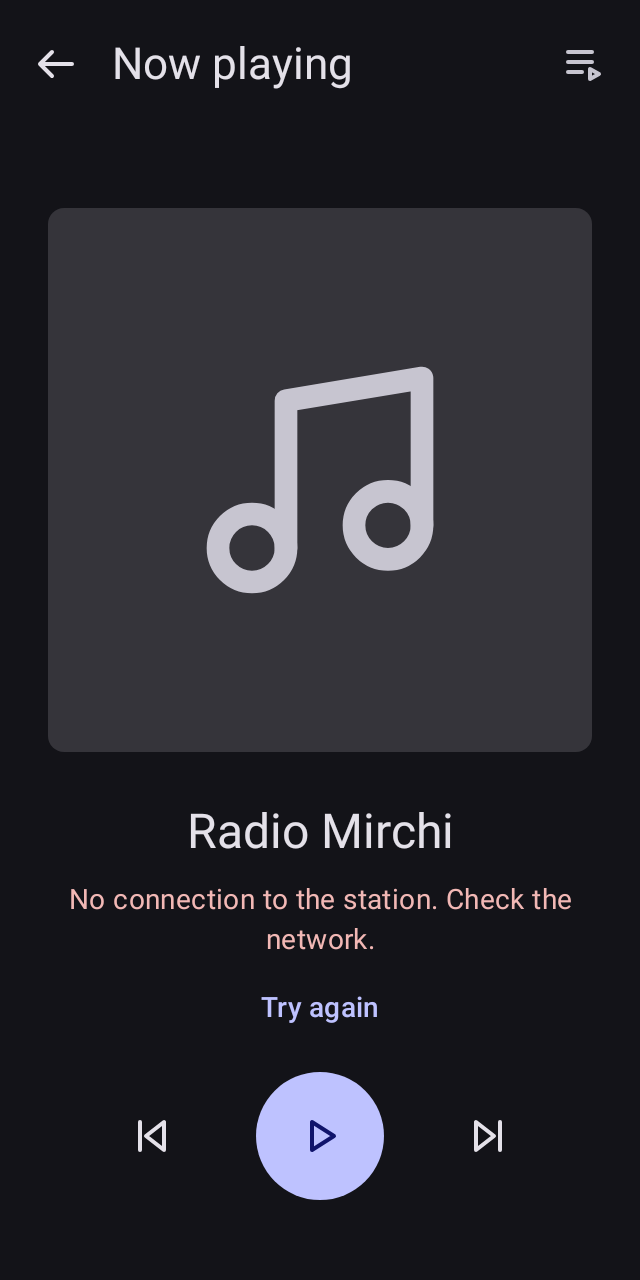 Now playing
Radio Mirchi
No connection to the station. Check the
network.
Try again